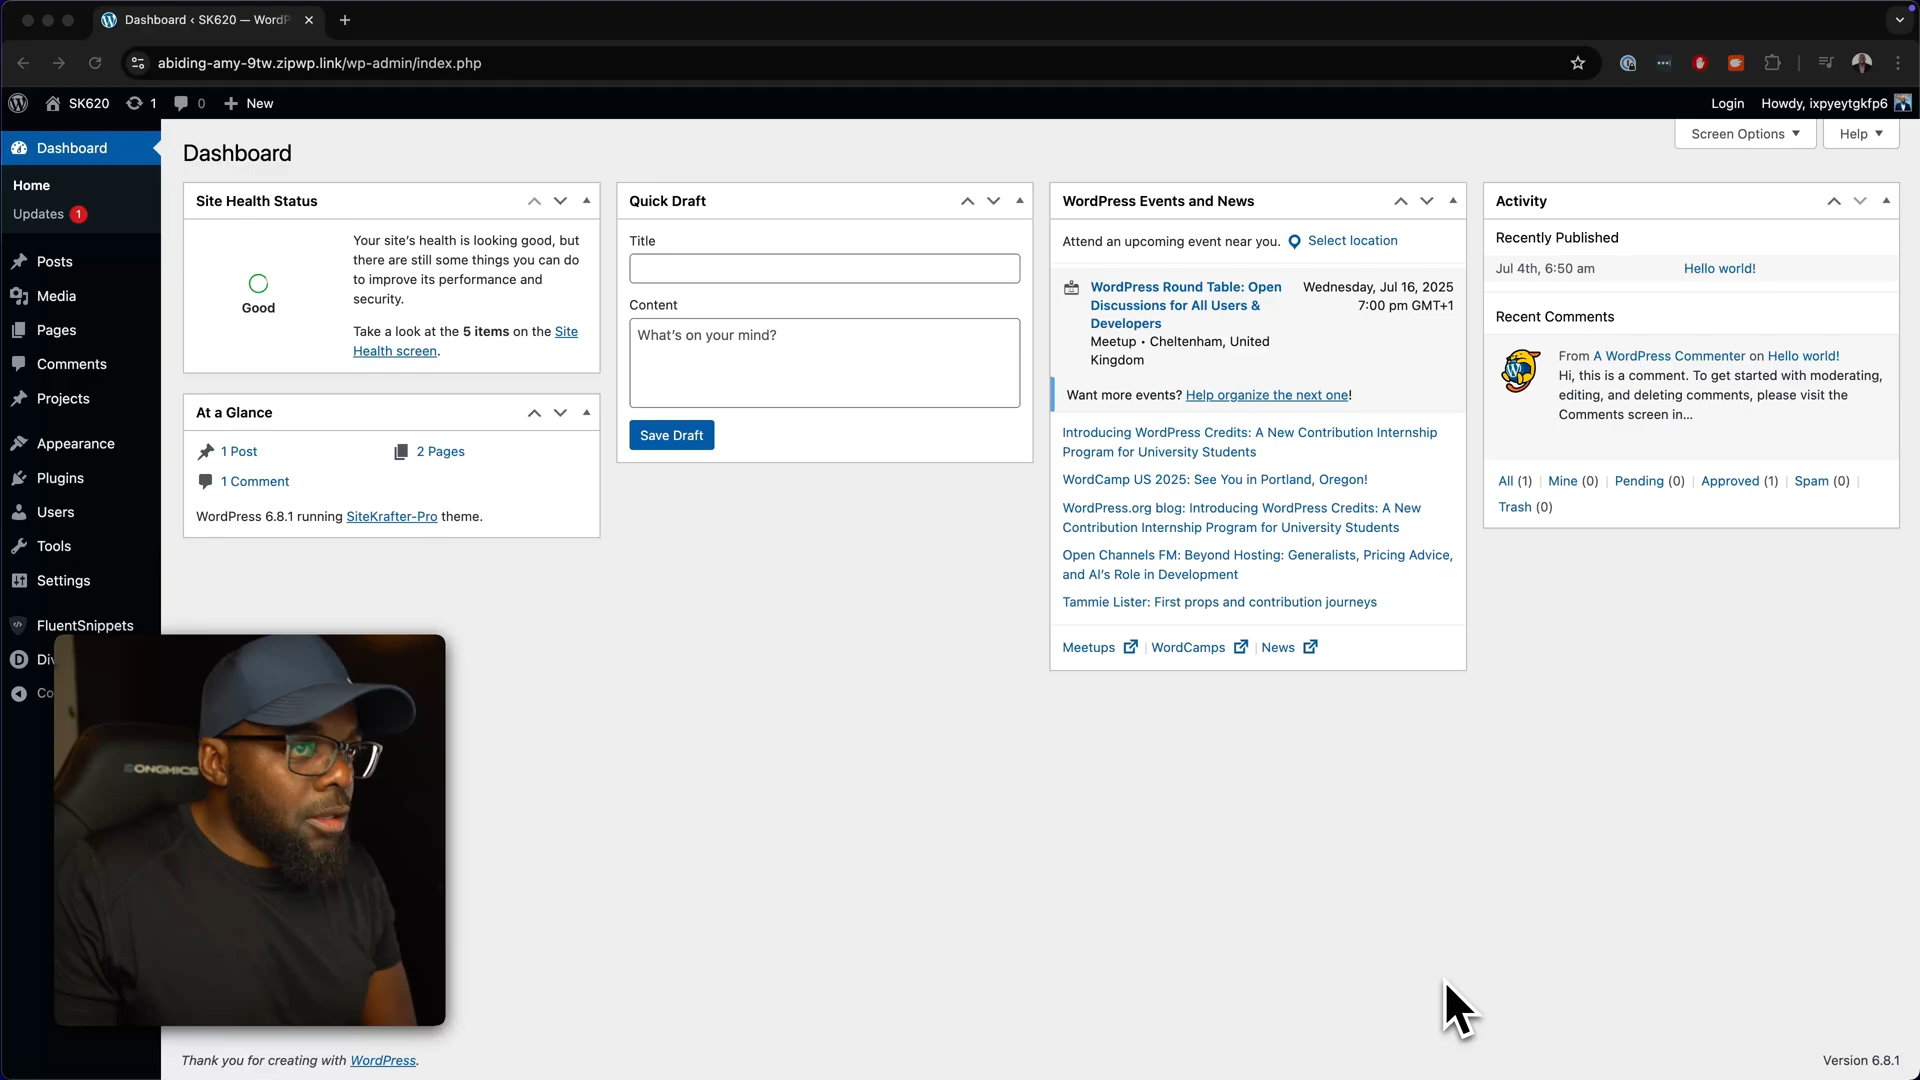 Dashboard ‹ SK620 — WordP
abiding-amy-9tw.zipwp.link/wp-admin/index.php
SK620
1
0
New
Login
Howdy, ixpyeytgkfp6
Dashboard
Home
Updates 1
Posts
Media
Pages
Comments
Projects
Appearance
Plugins
Users
Tools
Settings
FluentSnippets
Screen Options
Help
Dashboard
Site Health Status
Good
Your site's health is looking good, but
there are still some things you can do
to improve its performance and
security.
Take a look at the 5 items on the Site
Health screen.
At a Glance
1 Post
2 Pages
1 Comment
WordPress 6.8.1 running SiteKrafter-Pro theme.
Quick Draft
Title
Content
What's on your mind?
Save Draft
WordPress Events and News
Attend an upcoming event near you. Select location
WordPress Round Table: Open
Discussions for All Users &
Developers
Meetup • Cheltenham, United
Kingdom
Wednesday, Jul 16, 2025
7:00 pm GMT+1
Want more events? Help organize the next one!
Introducing WordPress Credits: A New Contribution Internship
Program for University Students
WordCamp US 2025: See You in Portland, Oregon!
WordPress.org blog: Introducing WordPress Credits: A New
Contribution Internship Program for University Students
Open Channels FM: Beyond Hosting: Generalists, Pricing Advice,
and AI's Role in Development
Tammie Lister: First props and contribution journeys
Meetups | WordCamps | News
Activity
Recently Published
Jul 4th, 6:50 am Hello world!
Recent Comments
From A WordPress Commenter on Hello world!
Hi, this is a comment. To get started with moderating,
editing, and deleting comments, please visit the
Comments screen in...
All (1) | Mine (0) | Pending (0) | Approved (1) | Spam (0) |
Trash (0)
Thank you for creating with WordPress.
Version 6.8.1